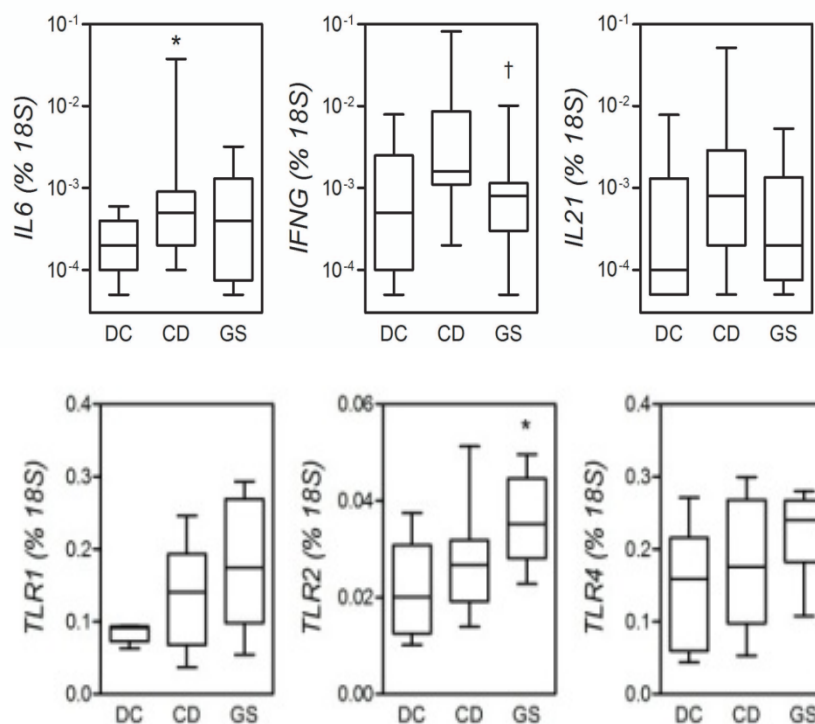 10⁻¹ 10⁻¹ 10⁻¹
* †
10⁻² 10⁻² 10⁻²
IL6 (% 18S) IFNG (% 18S) IL21 (% 18S)
10⁻³ 10⁻³ 10⁻³
10⁻⁴ 10⁻⁴ 10⁻⁴
DC CD GS DC CD GS DC CD GS
0.4 0.06 0.4
*
0.3 0.04 0.3
TLR1 (% 18S) TLR2 (% 18S) TLR4 (% 18S)
0.2 0.02 0.2
0.1 0.1
0.0 0.00 0.0
DC CD GS DC CD GS DC CD GS